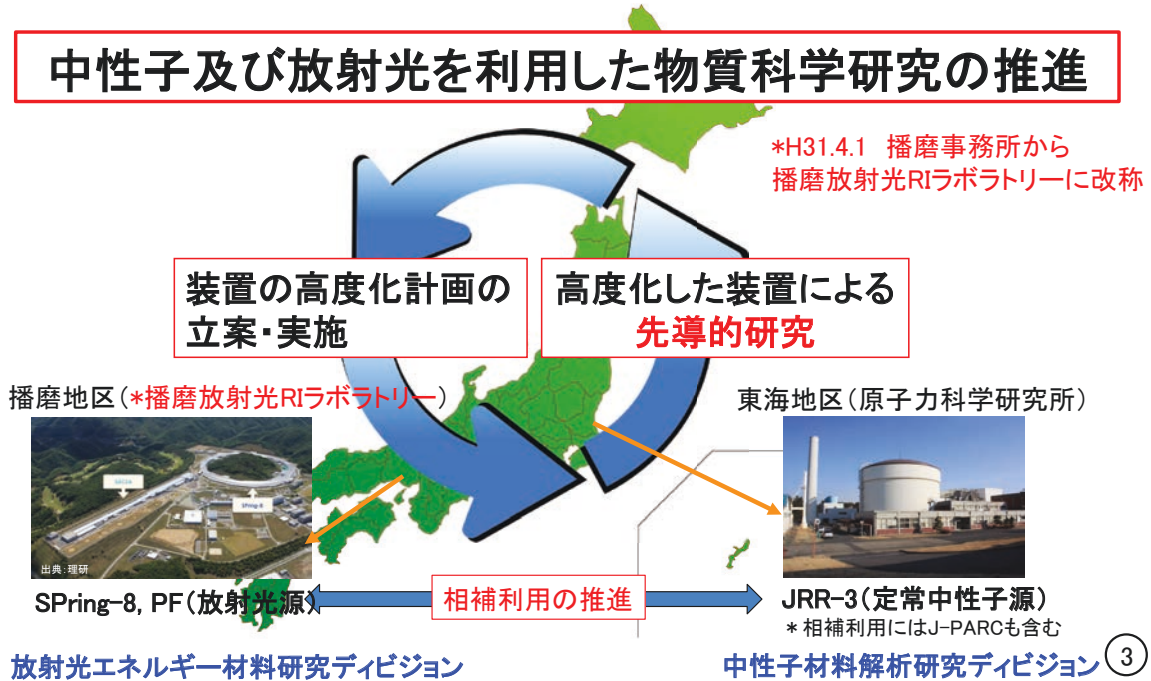 中性子及び放射光を利用した物質科学研究の推進
*H31.4.1　播磨事務所から
播磨放射光RIラボラトリーに改称
装置の高度化計画の
立案・実施
高度化した装置による
先導的研究
播磨地区（*播磨放射光RIラボラトリー）
東海地区（原子力科学研究所）
SACLA
SPring-8
出典：理研
SPring-8, PF（放射光源）
相補利用の推進
JRR-3（定常中性子源）
＊相補利用にはJ-PARCも含む
放射光エネルギー材料研究ディビジョン
中性子材料解析研究ディビジョン
3